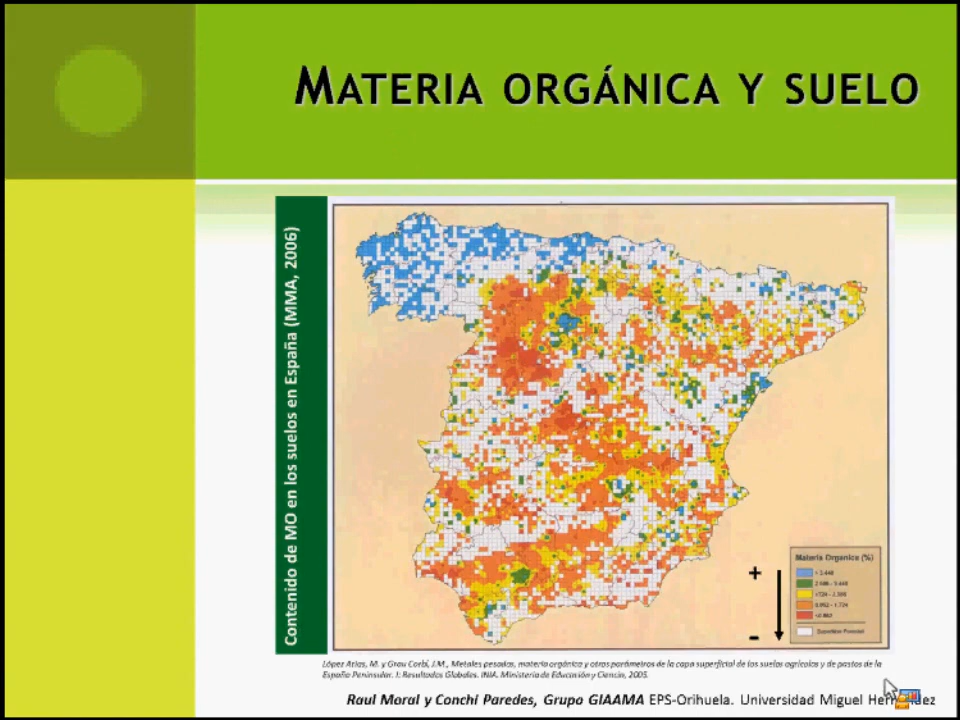 MATERIA ORGÁNICA Y SUELO
Contenido de MO en los suelos en España (MMA, 2006)
Materia Organica (%)
+
-
López Arias, M. y Grau Corbí, J.M., Metales pesados, materia orgánica y otros parámetros de la capa superficial de los suelos agrícolas y de pastos de la
España Peninsular. I: Resultados Globales. INIA. Ministerio de Educación y Ciencia, 2005.
Raul Moral y Conchi Paredes, Grupo GIAAMA EPS-Orihuela. Universidad Miguel